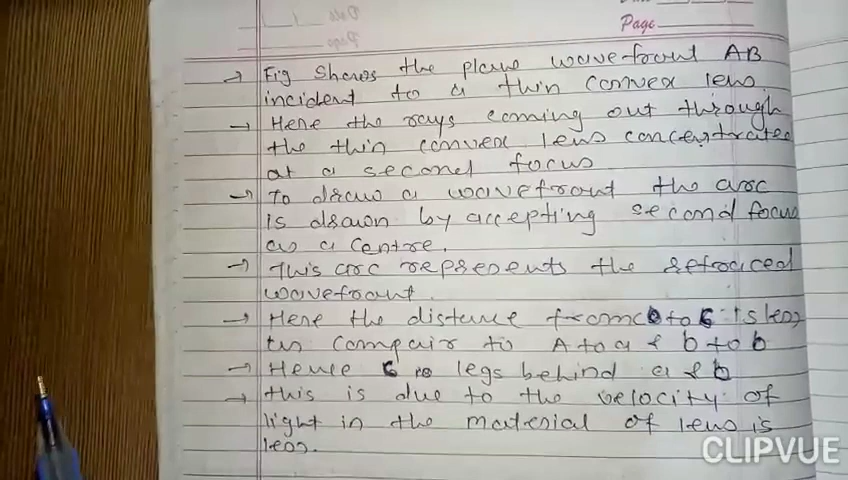 Page
→ Fig shows the plane wavefront AB
incident to a thin convex lens.
→ Here the rays coming out through
the thin convex lens concentrated
at a second focus
→ To draw a wavefront the arc
is drawn by accepting second focus
as a centre.
→ This arc represents the refracted
wavefront.
→ Here the distance from to is less
in compair to A to a & b to b
→ Hence legs behind a & b
→ this is due to the velocity of
light in the material of lens is
less.
CLIPVUE